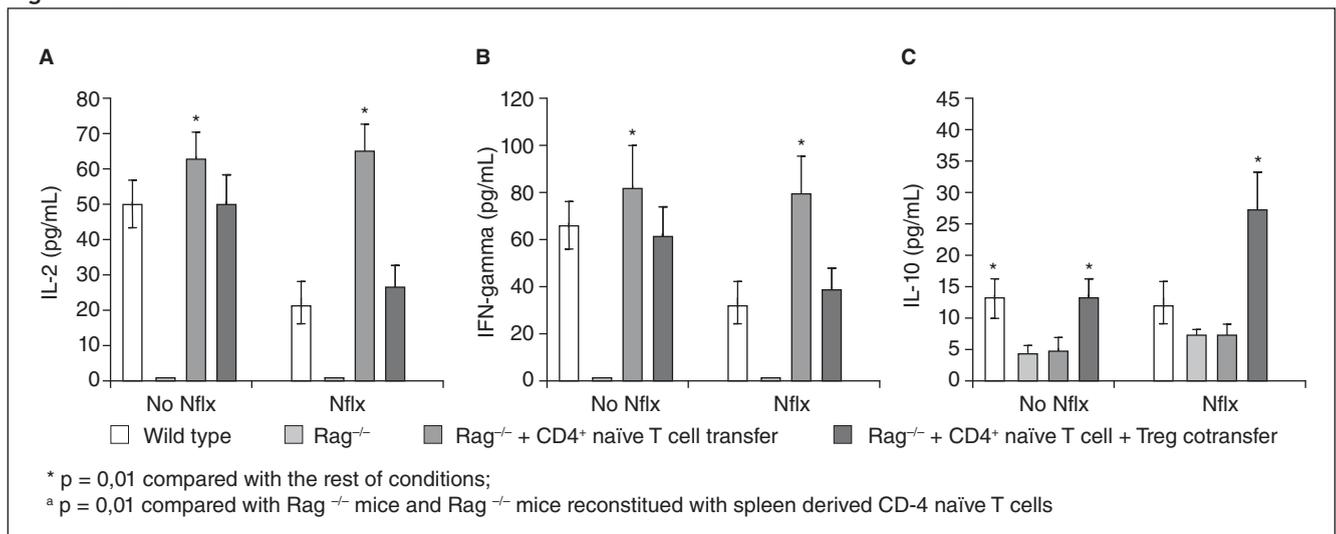 A
B
C
IL-2 (pg/mL)
80
70
60
50
40
30
20
10
0
*
*
No Nflx
Nflx
IFN-gamma (pg/mL)
120
100
80
60
40
20
0
*
*
No Nflx
Nflx
IL-10 (pg/mL)
45
40
35
30
25
20
15
10
5
0
*
*
*
No Nflx
Nflx
Wild type
Rag–/–
Rag–/– + CD4+ naïve T cell transfer
Rag–/– + CD4+ naïve T cell + Treg cotransfer
* p = 0,01 compared with the rest of conditions;
a p = 0,01 compared with Rag –/– mice and Rag –/– mice reconstitued with spleen derived CD-4 naïve T cells